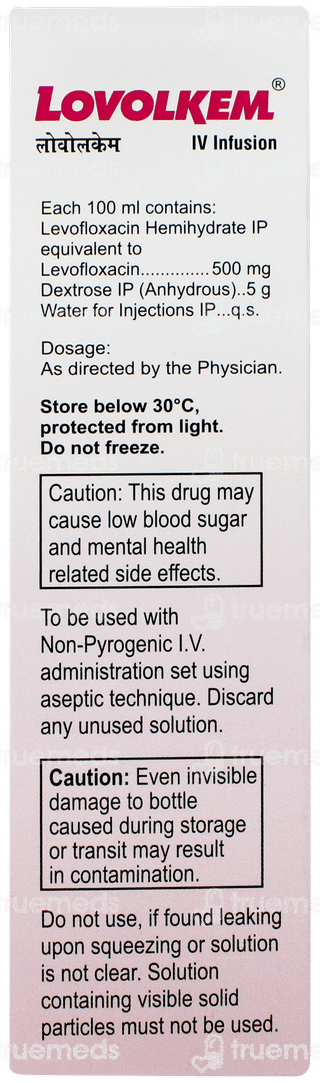 LOVOLKEM®
लोवोलकेम IV Infusion
Each 100 ml contains:
Levofloxacin Hemihydrate IP
equivalent to
Levofloxacin..............500 mg
Dextrose IP (Anhydrous)..5 g
Water for Injections IP...q.s.
Dosage:
As directed by the Physician.
Store below 30°C,
protected from light.
Do not freeze.
Caution: This drug may
cause low blood sugar
and mental health
related side effects.
To be used with
Non-Pyrogenic I.V.
administration set using
aseptic technique. Discard
any unused solution.
Caution: Even invisible
damage to bottle
caused during storage
or transit may result
in contamination.
Do not use, if found leaking
upon squeezing or solution
is not clear. Solution
containing visible solid
particles must not be used.
truemeds